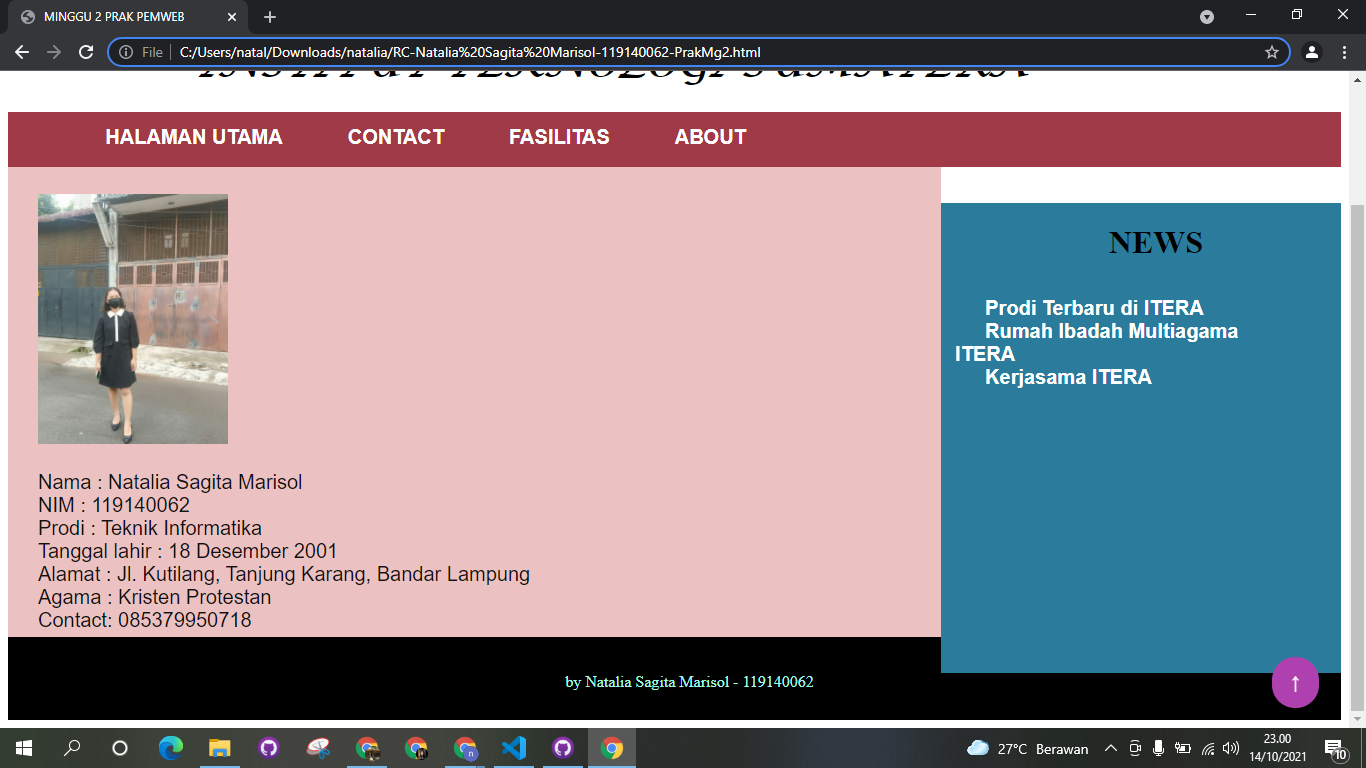 MINGGU 2 PRAK PEMWEB
File
C:/Users/natal/Downloads/natalia/RC-Natalia%20Sagita%20Marisol-119140062-PrakMg2.html
INSTITUT TEKNOLOGI SUMATERA
HALAMAN UTAMA CONTACT FASILITAS ABOUT
NEWS
Prodi Terbaru di ITERA
Rumah Ibadah Multiagama
ITERA
Kerjasama ITERA
Nama : Natalia Sagita Marisol
NIM : 119140062
Prodi : Teknik Informatika
Tanggal lahir : 18 Desember 2001
Alamat : Jl. Kutilang, Tanjung Karang, Bandar Lampung
Agama : Kristen Protestan
Contact: 085379950718
by Natalia Sagita Marisol - 119140062
↑
27°C Berawan
23.00
14/10/2021
10